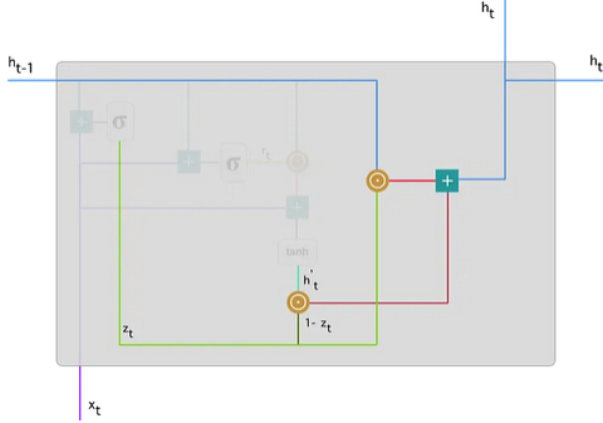 h_t
h_t-1
h_t
σ
σ
r_t
tanh
h'_t
z_t
1- z_t
x_t